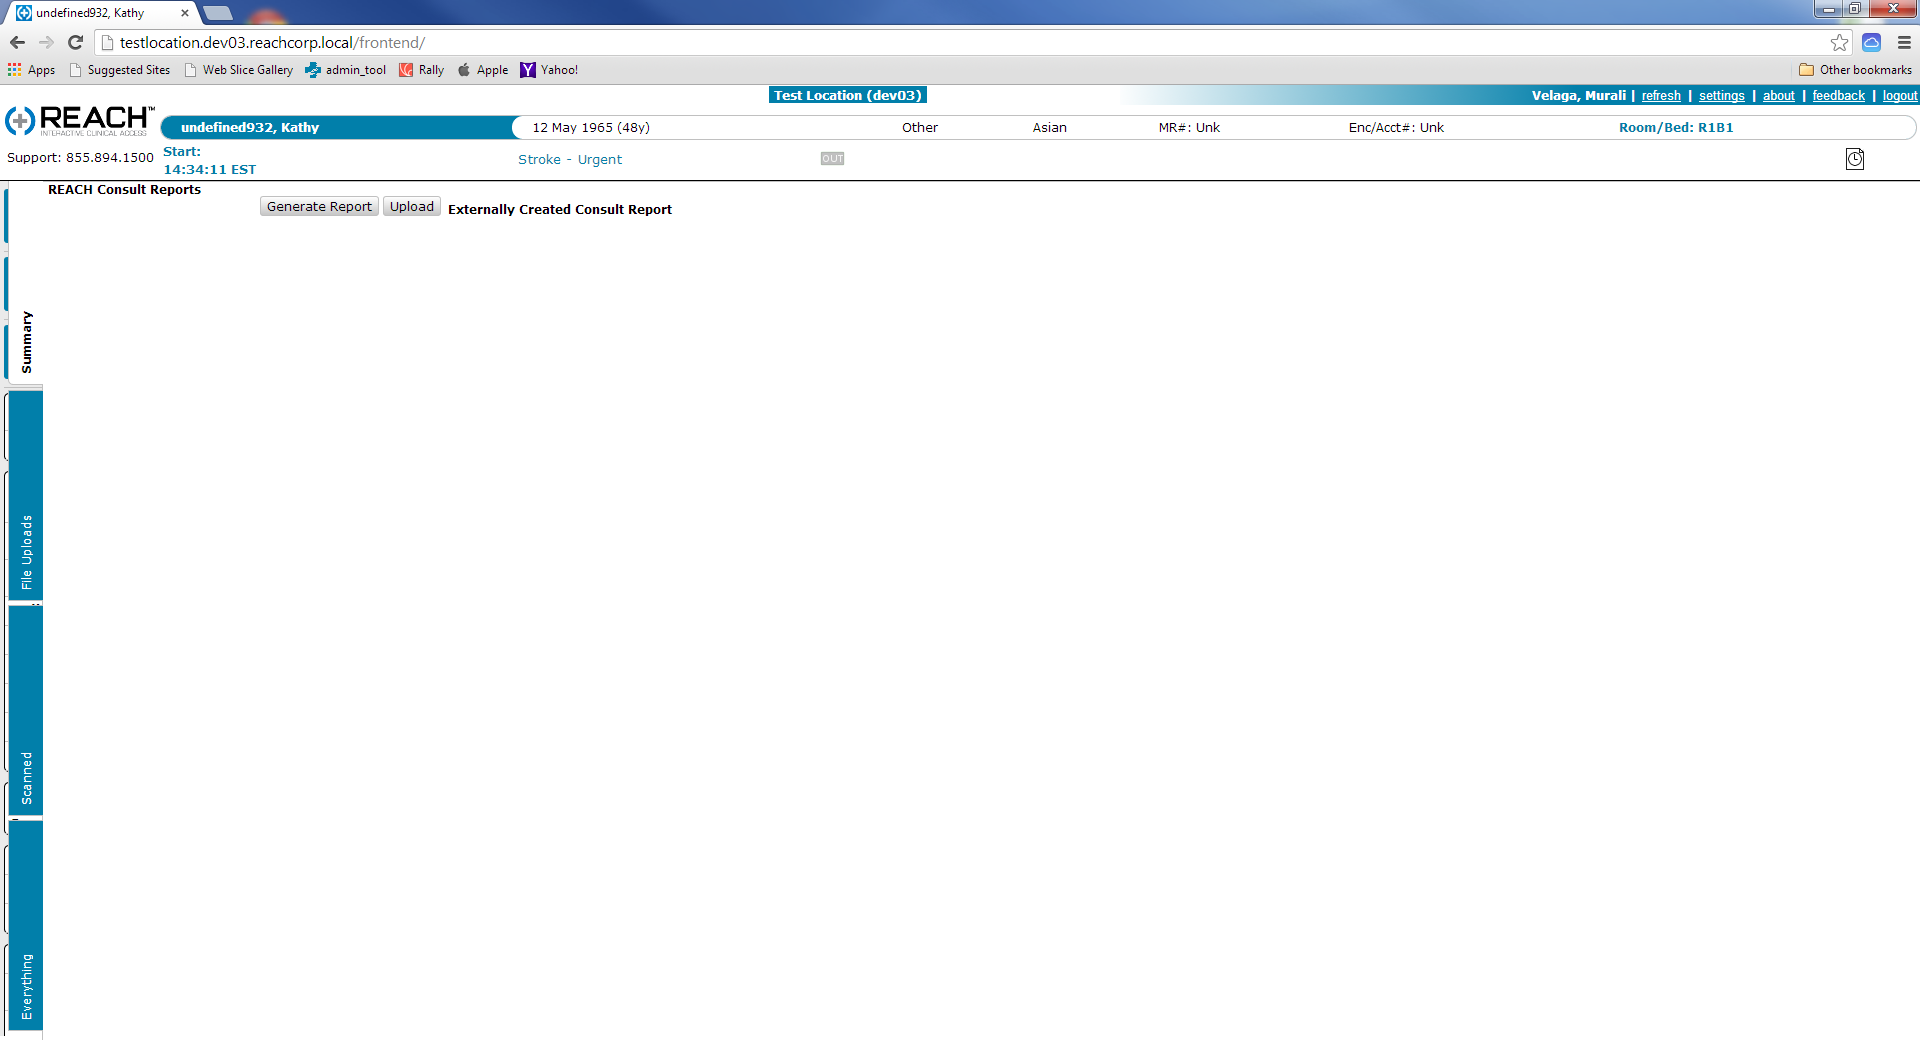 undefined932, Kathy
testlocation.dev03.reachcorp.local/frontend/
Apps Suggested Sites Web Slice Gallery admin_tool Rally Apple Yahoo! Other bookmarks
Test Location (dev03) Velaga, Murali | refresh | settings | about | feedback | logout
REACH™
INTERACTIVE CLINICAL ACCESS
undefined932, Kathy 12 May 1965 (48y) Other Asian MR#: Unk Enc/Acct#: Unk Room/Bed: R1B1
Support: 855.894.1500
Start:
14:34:11 EST
Stroke - Urgent
OUT
REACH Consult Reports
Generate Report Upload Externally Created Consult Report
Summary
File Uploads
Scanned
Everything